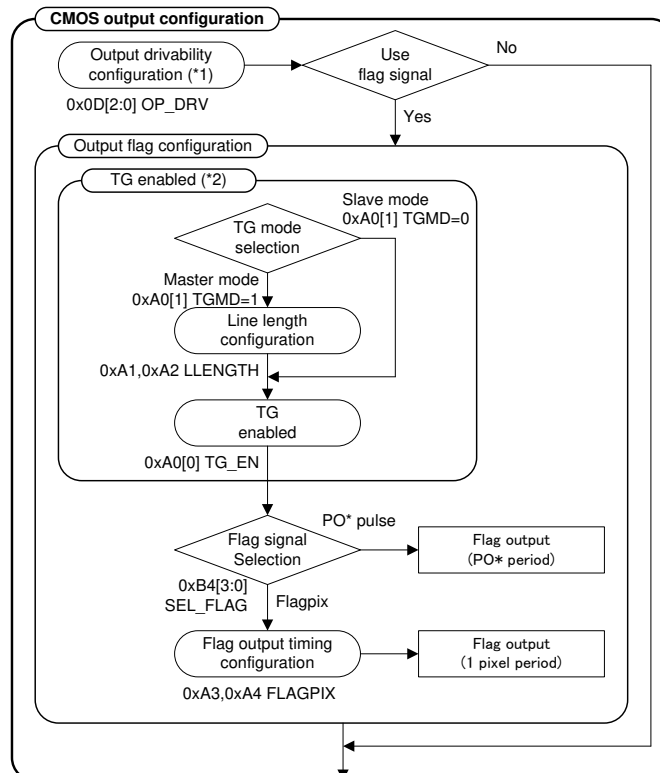 CMOS output configuration
Output drivability
configuration (*1)
0x0D[2:0] OP_DRV
Use
flag signal
No
Yes
Output flag configuration
TG enabled (*2)
TG mode
selection
Slave mode
0xA0[1] TGMD=0
Master mode
0xA0[1] TGMD=1
Line length
configuration
0xA1,0xA2 LLENGTH
TG
enabled
0xA0[0] TG_EN
Flag signal
Selection
PO* pulse
Flag output
(PO* period)
0xB4[3:0]
SEL_FLAG
Flagpix
Flag output timing
configuration
Flag output
(1 pixel period)
0xA3,0xA4 FLAGPIX